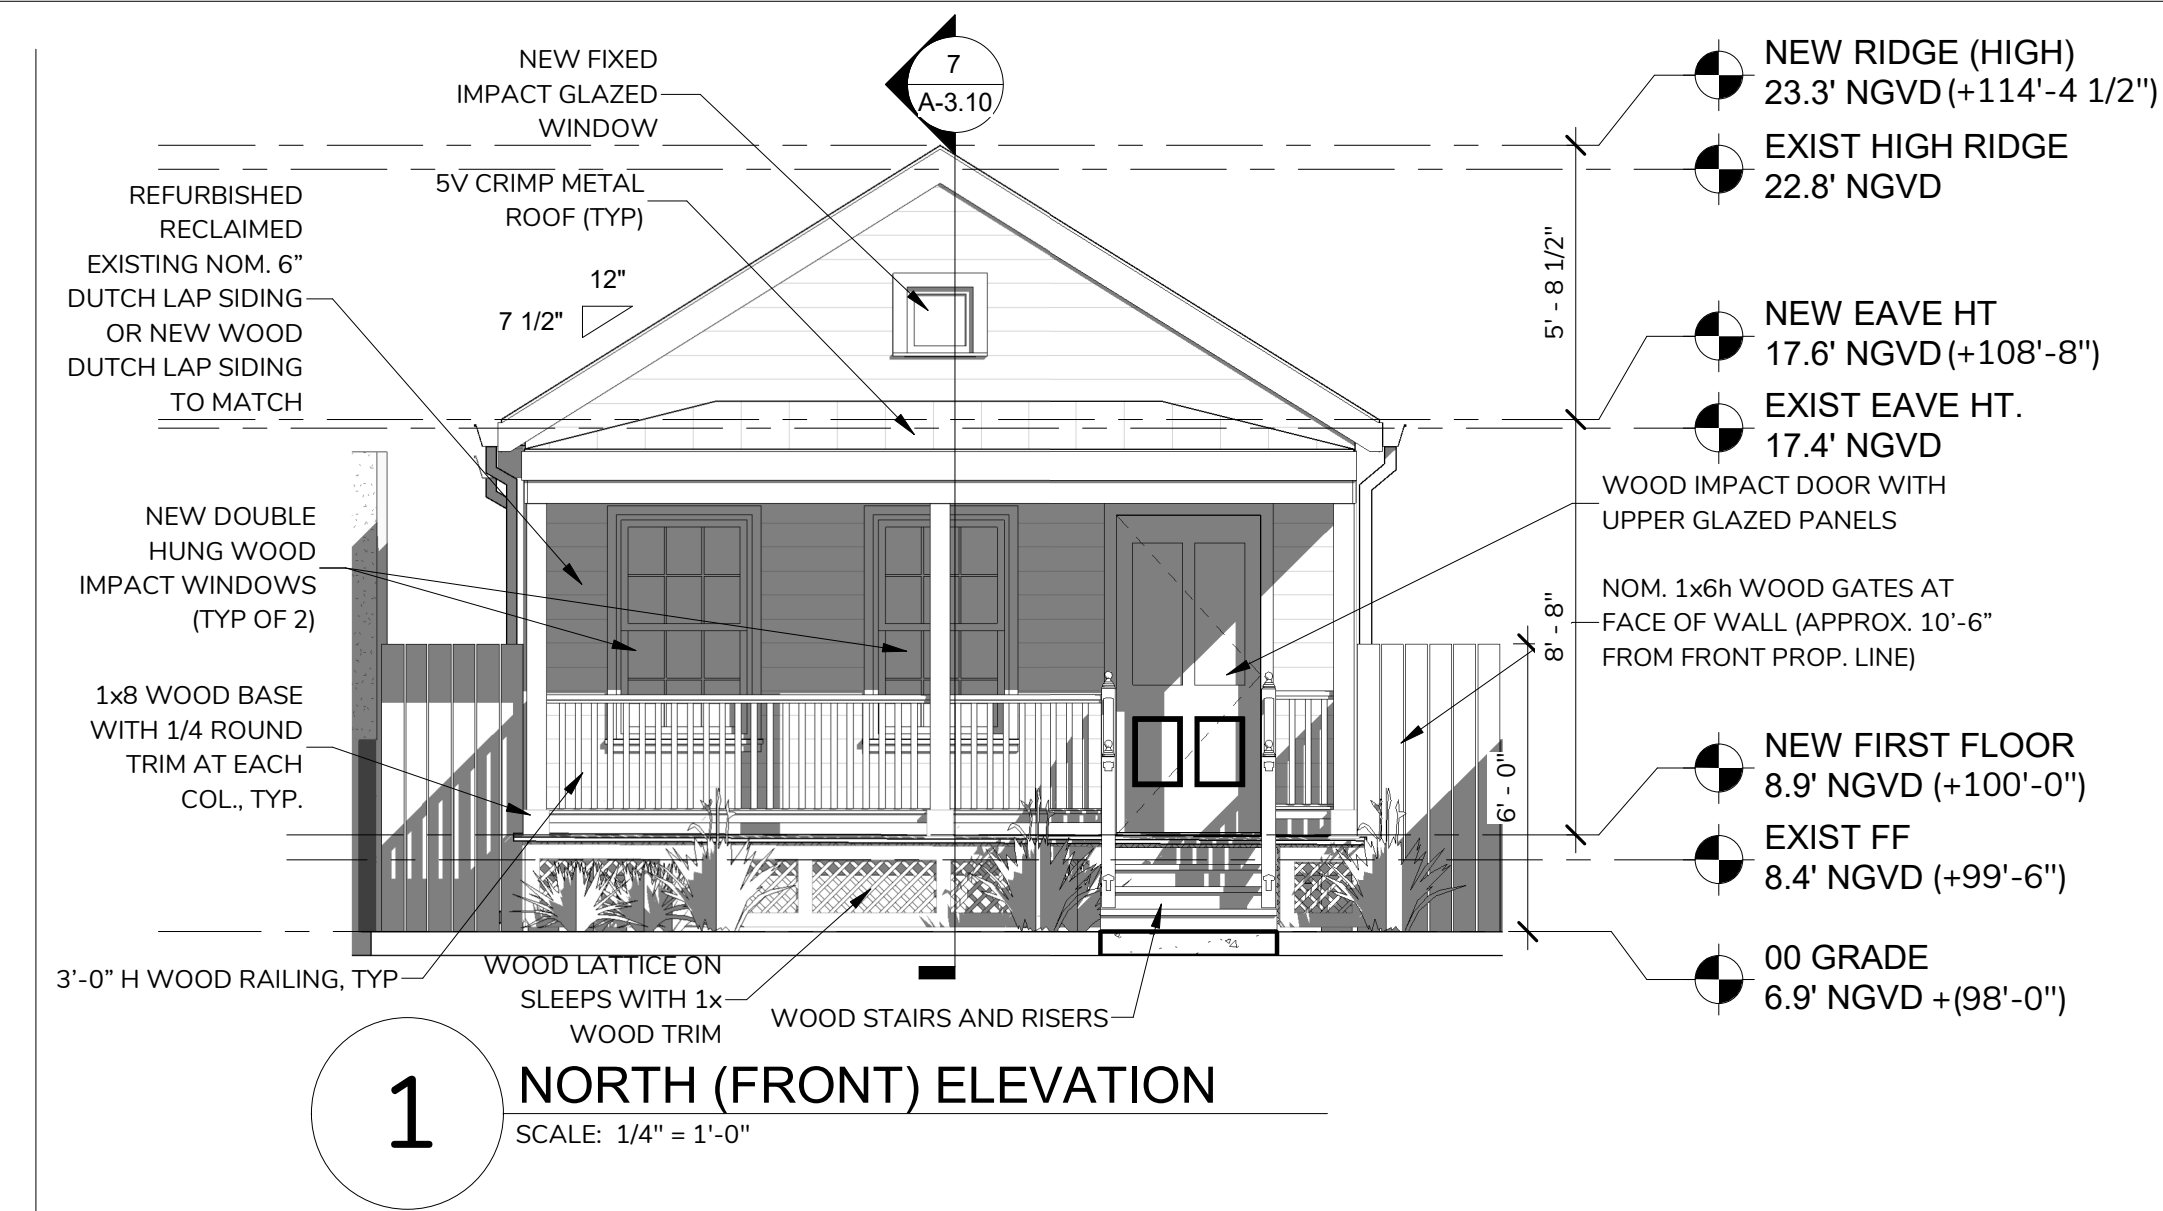 NEW FIXED
IMPACT GLAZED
WINDOW
7
A-3.10
NEW RIDGE (HIGH)
23.3' NGVD (+114'-4 1/2")
EXIST HIGH RIDGE
22.8' NGVD
5V CRIMP METAL
ROOF (TYP)
REFURBISHED
RECLAIMED
EXISTING NOM. 6”
DUTCH LAP SIDING
OR NEW WOOD
DUTCH LAP SIDING
TO MATCH
12"
7 1/2"
5' - 8 1/2"
NEW EAVE HT
17.6' NGVD (+108'-8")
EXIST EAVE HT.
17.4' NGVD
WOOD IMPACT DOOR WITH
UPPER GLAZED PANELS
NEW DOUBLE
HUNG WOOD
IMPACT WINDOWS
(TYP OF 2)
NOM. 1x6h WOOD GATES AT
FACE OF WALL (APPROX. 10’-6”
FROM FRONT PROP. LINE)
8' - 8"
1x8 WOOD BASE
WITH 1/4 ROUND
TRIM AT EACH
COL., TYP.
6' - 0"
NEW FIRST FLOOR
8.9' NGVD (+100'-0")
EXIST FF
8.4' NGVD (+99'-6")
00 GRADE
6.9' NGVD +(98'-0")
3’-0” H WOOD RAILING, TYP
WOOD LATTICE ON
SLEEPS WITH 1x
WOOD TRIM
WOOD STAIRS AND RISERS
1
NORTH (FRONT) ELEVATION
SCALE: 1/4" = 1'-0"